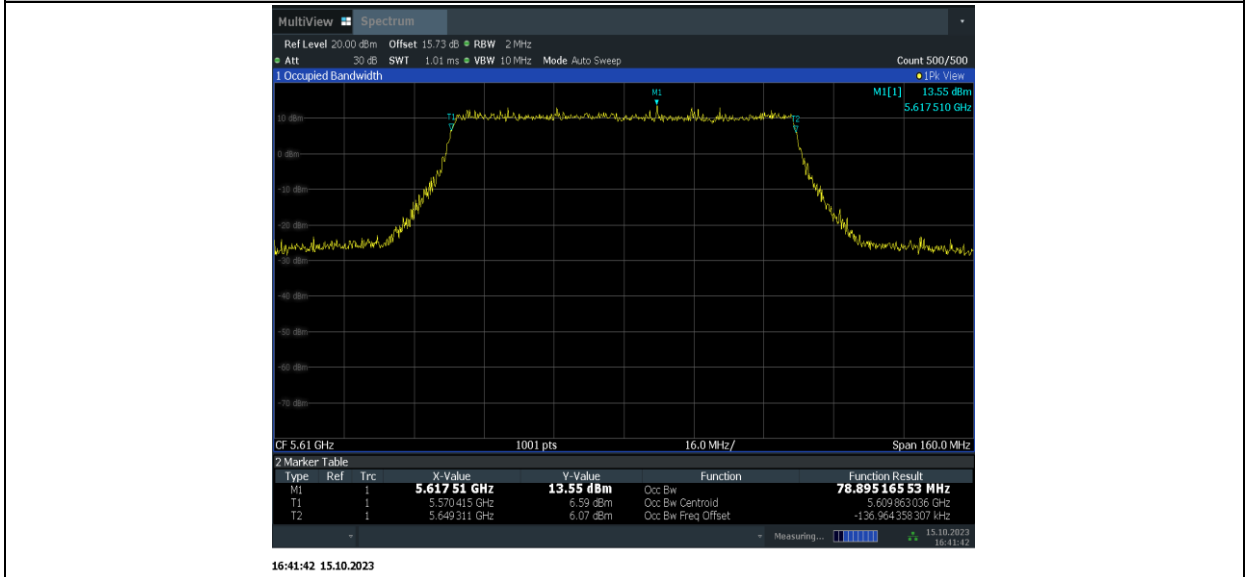 MultiView Spectrum
Ref Level 20.00 dBm Offset 15.73 dB RBW 2 MHz
Att 30 dB SWT 1.01 ms VBW 10 MHz Mode Auto Sweep Count 500/500
1 Occupied Bandwidth 1Pk View
M1 M1[1] 13.55 dBm
5.617 510 GHz
10 dBm T1 T2
0 dBm
-10 dBm
-20 dBm
-30 dBm
-40 dBm
-50 dBm
-60 dBm
-70 dBm
CF 5.61 GHz 1001 pts 16.0 MHz/ Span 160.0 MHz
2 Marker Table
Type Ref Trc X-Value Y-Value Function Function Result
M1 1 5.617 51 GHz 13.55 dBm Occ Bw 78.895 165 53 MHz
T1 1 5.570 415 GHz 6.59 dBm Occ Bw Centroid 5.609 863 036 GHz
T2 1 5.649 311 GHz 6.07 dBm Occ Bw Freq Offset -136.964 358 307 kHz
Measuring... 15.10.2023
16:41:42
16:41:42 15.10.2023